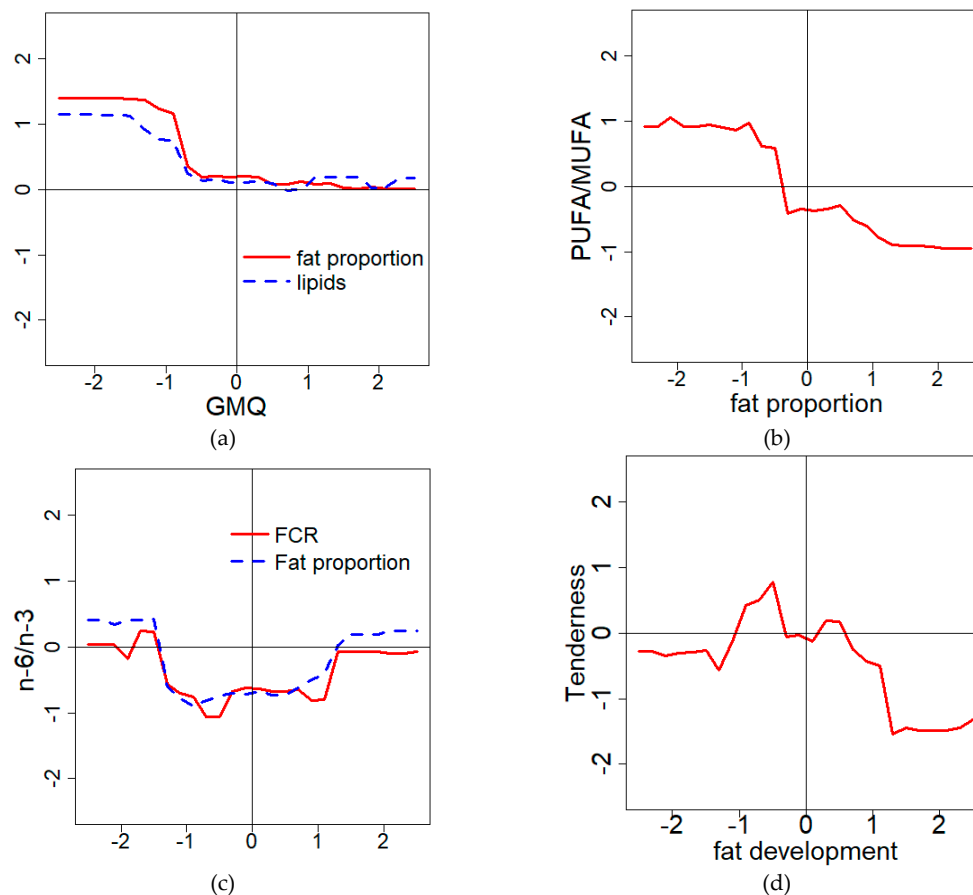 2
1
0
-1
-2
fat proportion
lipids
-2 -1 0 1 2
GMQ
(a)
PUFA/MUFA
2
1
0
-1
-2
-2 -1 0 1 2
fat proportion
(b)
n-6/n-3
2
1
0
-1
-2
FCR
Fat proportion
-2 -1 0 1 2
(c)
Tenderness
2
1
0
-1
-2
-2 -1 0 1 2
fat development
(d)